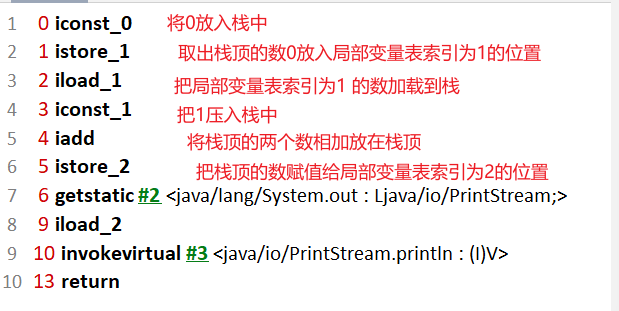 1 0 iconst_0 将0放入栈中
2 1 istore_1 取出栈顶的数0放入局部变量表索引为1的位置
3 2 iload_1 把局部变量表索引为1 的数加载到栈
4 3 iconst_1 把1压入栈中
5 4 iadd 将栈顶的两个数相加放在栈顶
6 5 istore_2 把栈顶的数赋值给局部变量表索引为2的位置
7 6 getstatic #2 <java/lang/System.out : Ljava/io/PrintStream;>
8 9 iload_2
9 10 invokevirtual #3 <java/io/PrintStream.println : (I)V>
10 13 return